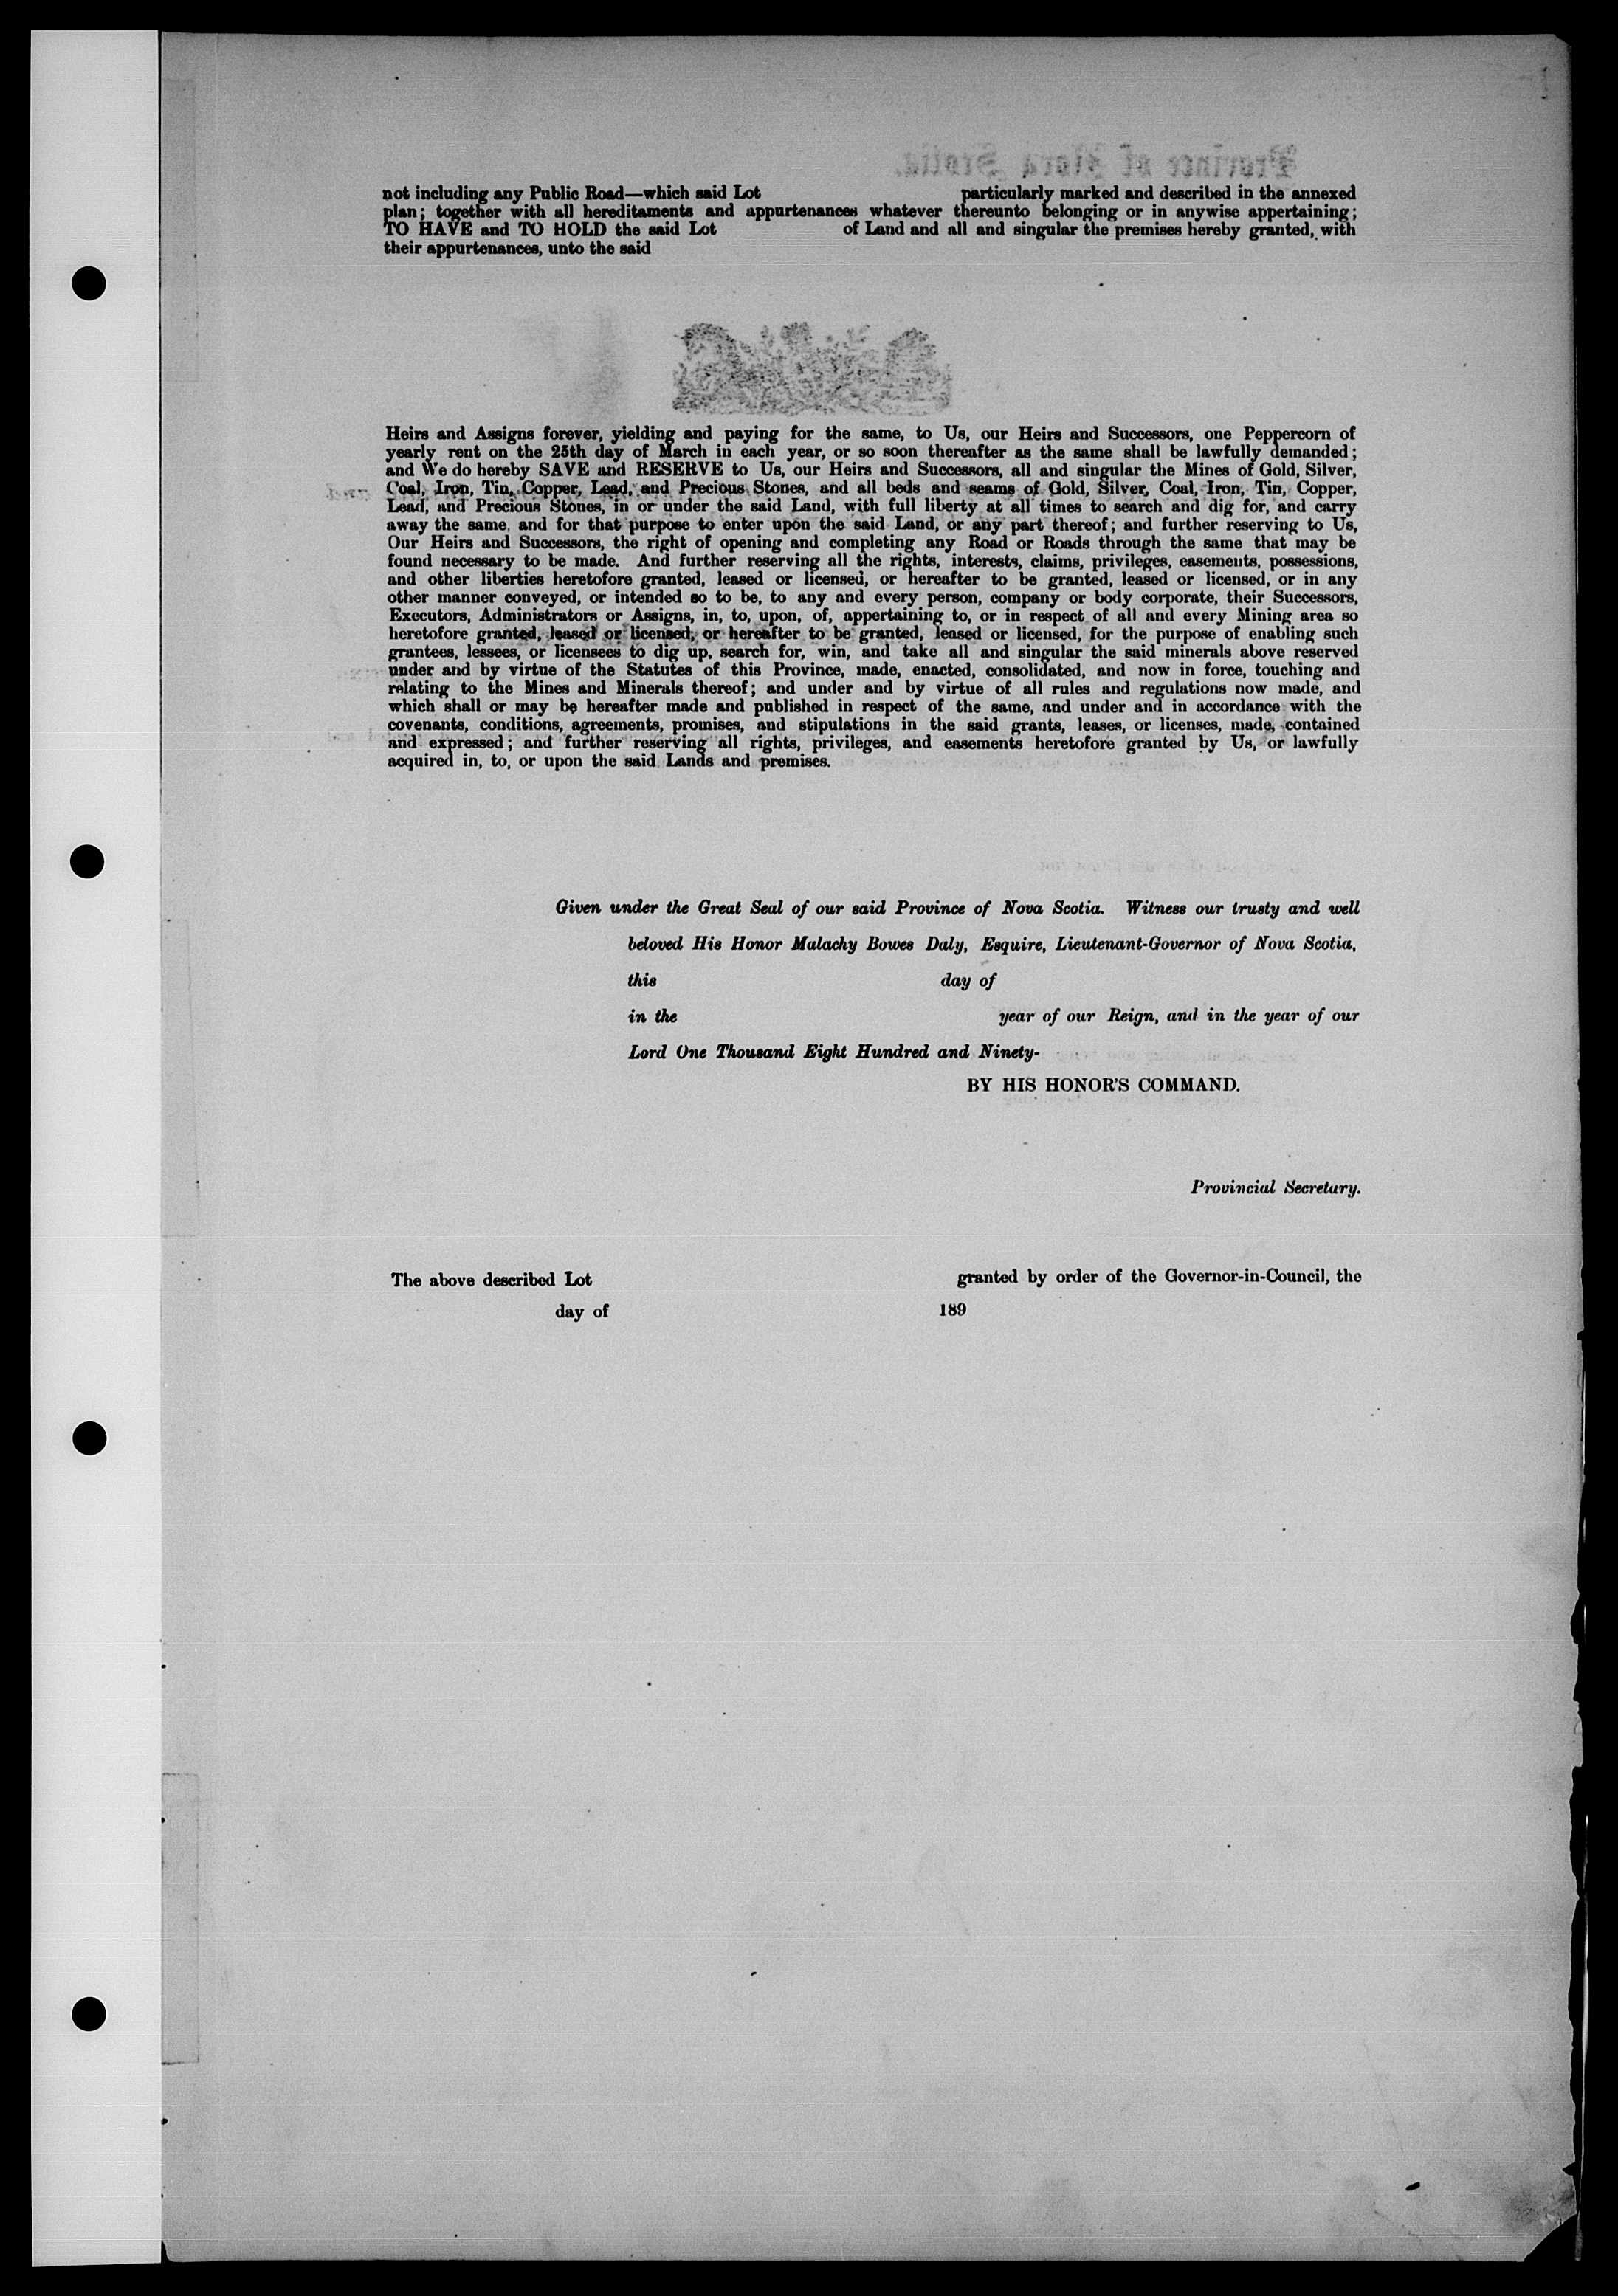 Province of Nova Scotia.
not including any Public Road—which said Lot particularly marked and described in the annexed
plan; together with all hereditaments and appurtenances whatever thereunto belonging or in anywise appertaining;
TO HAVE and TO HOLD the said Lot of Land and all and singular the premises hereby granted, with
their appurtenances, unto the said
Heirs and Assigns forever, yielding and paying for the same, to Us, our Heirs and Successors, one Peppercorn of
yearly rent on the 25th day of March in each year, or so soon thereafter as the same shall be lawfully demanded;
and We do hereby SAVE and RESERVE to Us, our Heirs and Successors, all and singular the Mines of Gold, Silver,
Coal, Iron, Tin, Copper, Lead, and Precious Stones, and all beds and seams of Gold, Silver, Coal, Iron, Tin, Copper,
Lead, and Precious Stones, in or under the said Land, with full liberty at all times to search and dig for, and carry
away the same, and for that purpose to enter upon the said Land, or any part thereof; and further reserving to Us,
Our Heirs and Successors, the right of opening and completing any Road or Roads through the same that may be
found necessary to be made. And further reserving all the rights, interests, claims, privileges, easements, possessions,
and other liberties heretofore granted, leased or licensed, or hereafter to be granted, leased or licensed, or in any
other manner conveyed, or intended so to be, to any and every person, company or body corporate, their Successors,
Executors, Administrators or Assigns, in, to, upon, of, appertaining to, or in respect of all and every Mining area so
heretofore granted, leased or licensed, or hereafter to be granted, leased or licensed, for the purpose of enabling such
grantees, lessees, or licensees to dig up, search for, win, and take all and singular the said minerals above reserved
under and by virtue of the Statutes of this Province, made, enacted, consolidated, and now in force, touching and
relating to the Mines and Minerals thereof; and under and by virtue of all rules and regulations now made, and
which shall or may be hereafter made and published in respect of the same, and under and in accordance with the
covenants, conditions, agreements, promises, and stipulations in the said grants, leases, or licenses, made, contained
and expressed; and further reserving all rights, privileges, and easements heretofore granted by Us, or lawfully
acquired in, to, or upon the said Lands and premises.
Given under the Great Seal of our said Province of Nova Scotia. Witness our trusty and well
beloved His Honor Malachy Bowes Daly, Esquire, Lieutenant-Governor of Nova Scotia,
this day of
in the year of our Reign, and in the year of our
Lord One Thousand Eight Hundred and Ninety-
BY HIS HONOR'S COMMAND.
Provincial Secretary.
The above described Lot granted by order of the Governor-in-Council, the
day of 189